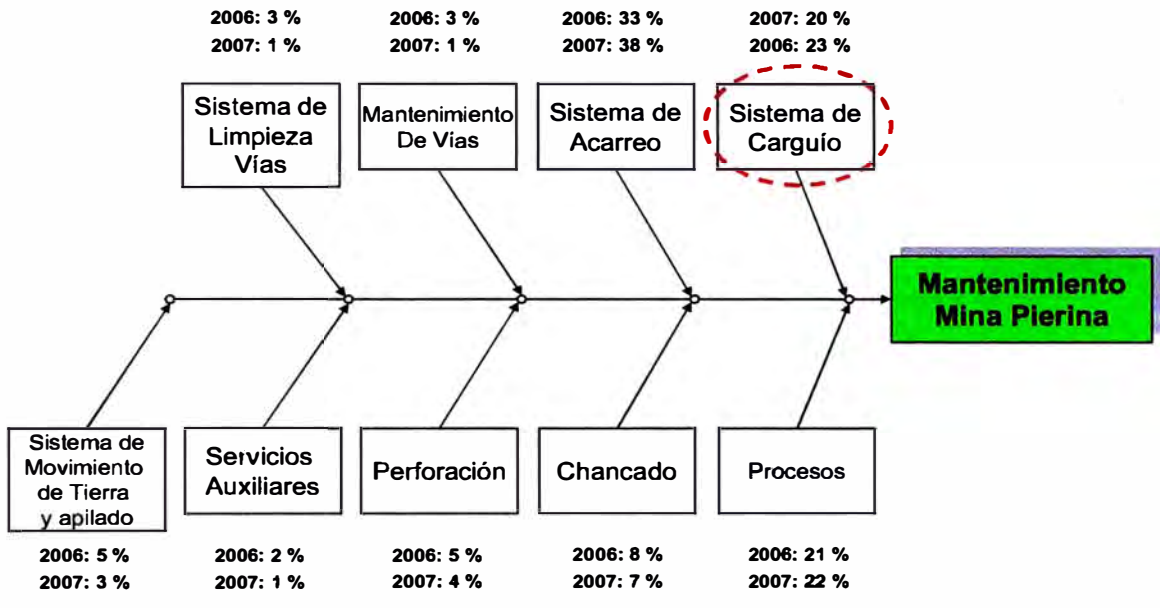 2006: 3 %
2007: 1 %
2006: 3 %
2007: 1 %
2006: 33 %
2007: 38 %
2007: 20 %
2006: 23 %
Sistema de
Limpieza
Vías
Mantenimiento
De Vías
Sistema de
Acarreo
Sistema de
Carguío
Mantenimiento
Mina Pierina
Sistema de
Movimiento
de Tierra
y apilado
Servicios
Auxiliares
Perforación
Chancado
Procesos
2006: 5 %
2007: 3 %
2006: 2 %
2007: 1 %
2006: 5 %
2007: 4 %
2006: 8 %
2007: 7 %
2006: 21 %
2007: 22 %